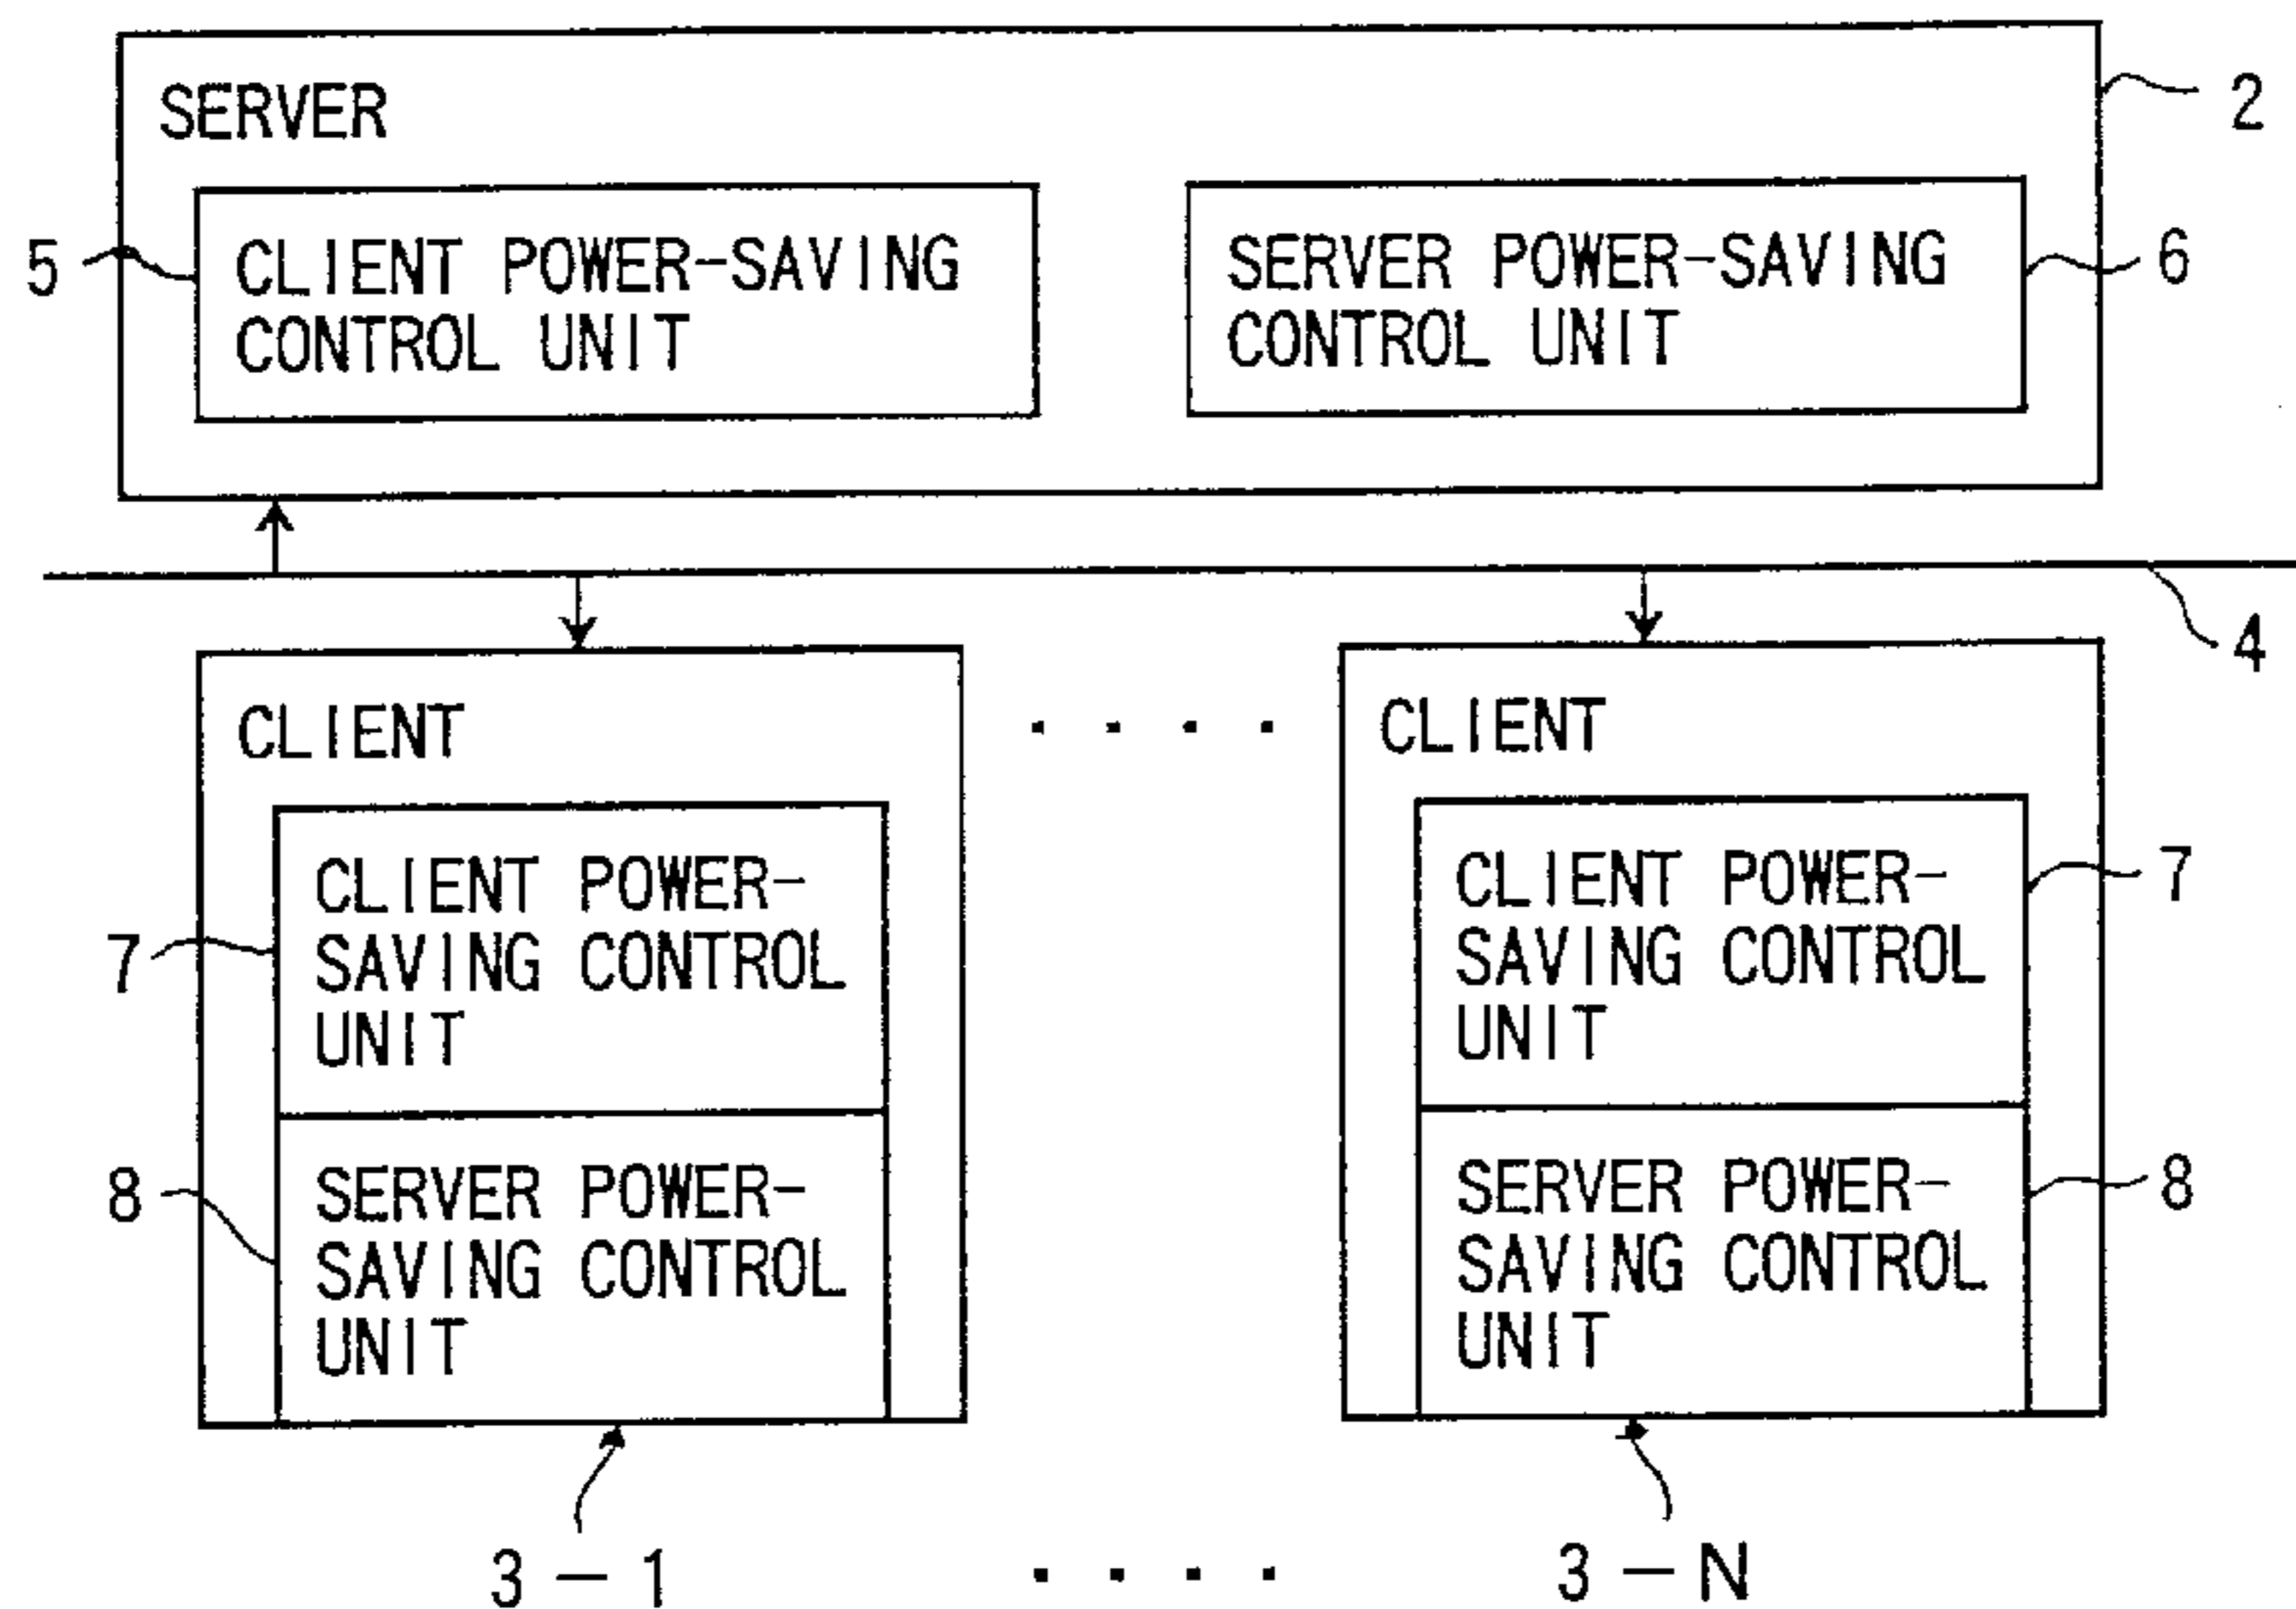 SERVER
2
5
CLIENT POWER-SAVING
CONTROL UNIT
SERVER POWER-SAVING
CONTROL UNIT
6
4
CLIENT
. . . .
CLIENT
7
CLIENT POWER-
SAVING CONTROL
UNIT
8
SERVER POWER-
SAVING CONTROL
UNIT
CLIENT POWER-
SAVING CONTROL
UNIT
7
SERVER POWER-
SAVING CONTROL
UNIT
8
3-1
. . . .
3-N